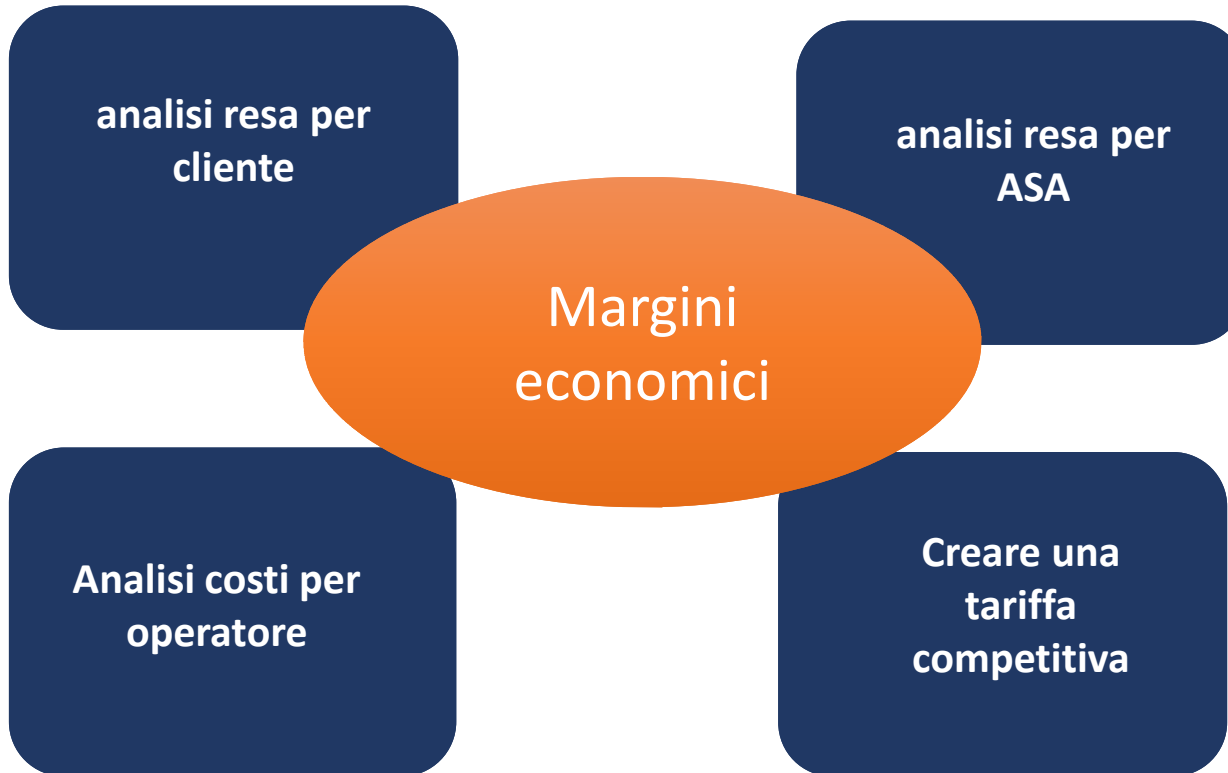 analisi resa per
cliente
analisi resa per
ASA
Margini
economici
Analisi costi per
operatore
Creare una
tariffa
competitiva